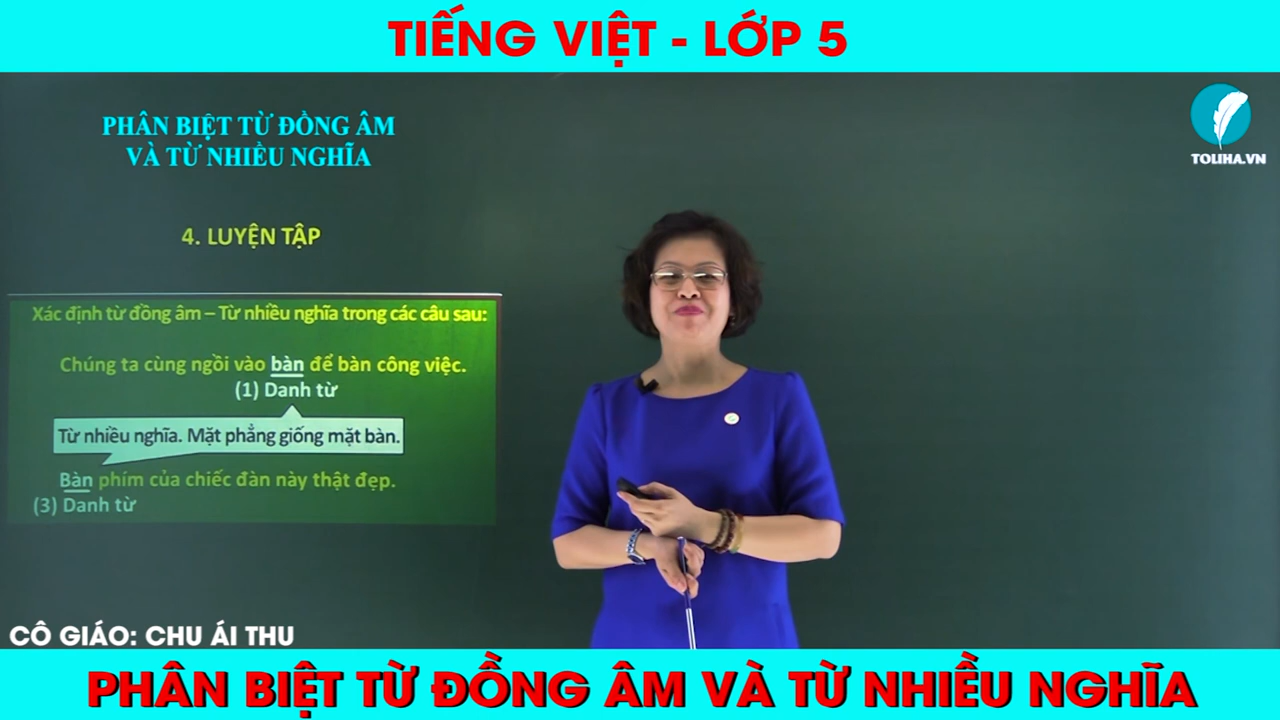 TIẾNG VIỆT - LỚP 5
PHÂN BIỆT TỪ ĐỒNG ÂM
VÀ TỪ NHIỀU NGHĨA
TOLIHA.VN
4. LUYỆN TẬP
Xác định từ đồng âm – Từ nhiều nghĩa trong các câu sau:
Chúng ta cùng ngồi vào bàn để bàn công việc.
(1) Danh từ
Từ nhiều nghĩa. Mặt phẳng giống mặt bàn.
Bàn phím của chiếc đàn này thật đẹp.
(3) Danh từ
CÔ GIÁO: CHU ÁI THU
PHÂN BIỆT TỪ ĐỒNG ÂM VÀ TỪ NHIỀU NGHĨA